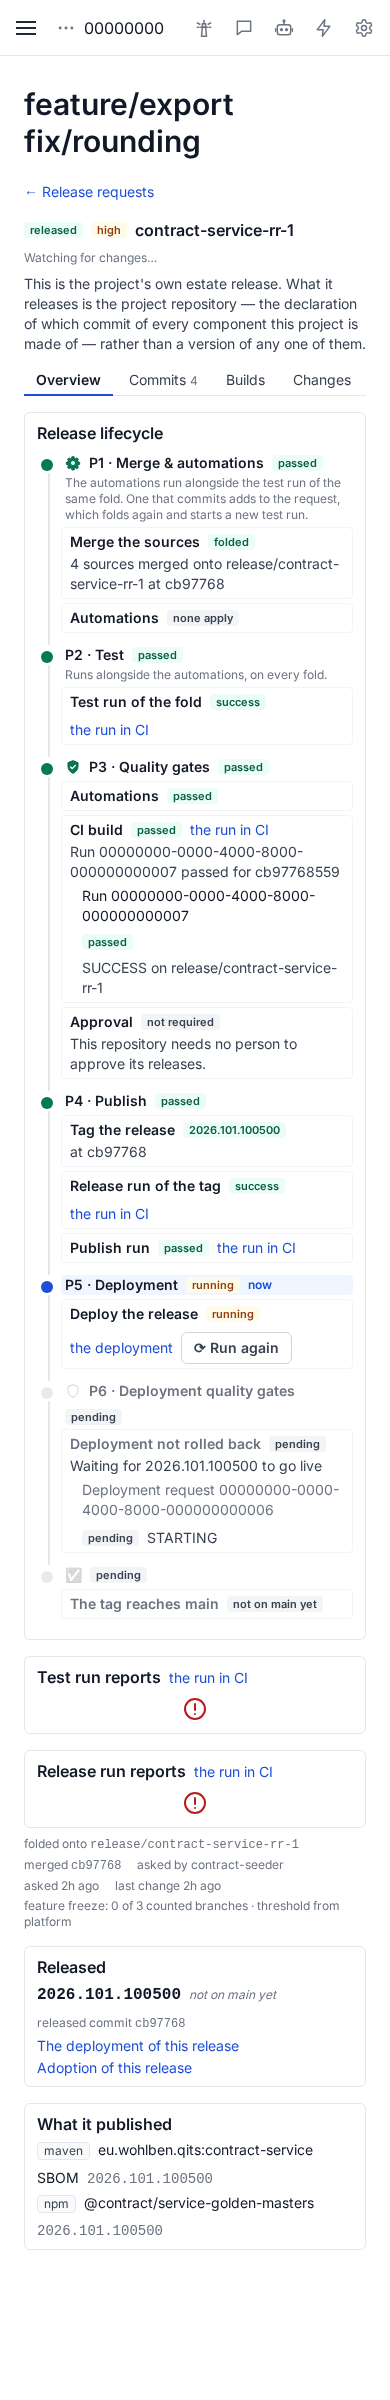 00000000
feature/export
fix/rounding
← Release requests
released high contract-service-rr-1
Watching for changes...
This is the project's own estate release. What it
releases is the project repository — the declaration
of which commit of every component this project is
made of — rather than a version of any one of them.
Overview Commits 4 Builds Changes
Release lifecycle
P1 · Merge & automations passed
The automations run alongside the test run of the
same fold. One that commits adds to the request,
which folds again and starts a new test run.
Merge the sources folded
4 sources merged onto release/contract-
service-rr-1 at cb97768
Automations none apply
P2 · Test passed
Runs alongside the automations, on every fold.
Test run of the fold success
the run in CI
P3 · Quality gates passed
Automations passed
CI build passed the run in CI
Run 00000000-0000-4000-8000-
000000000007 passed for cb97768559
Run 00000000-0000-4000-8000-
000000000007
passed
SUCCESS on release/contract-service-
rr-1
Approval not required
This repository needs no person to
approve its releases.
P4 · Publish passed
Tag the release 2026.101.100500
at cb97768
Release run of the tag success
the run in CI
Publish run passed the run in CI
P5 · Deployment running now
Deploy the release running
the deployment ⟳ Run again
P6 · Deployment quality gates
pending
Deployment not rolled back pending
Waiting for 2026.101.100500 to go live
Deployment request 00000000-0000-
4000-8000-000000000006
pending STARTING
✅ pending
The tag reaches main not on main yet
Test run reports the run in CI
Release run reports the run in CI
folded onto release/contract-service-rr-1
merged cb97768 asked by contract-seeder
asked 2h ago last change 2h ago
feature freeze: 0 of 3 counted branches · threshold from
platform
Released
2026.101.100500 not on main yet
released commit cb97768
The deployment of this release
Adoption of this release
What it published
maven eu.wohlben.qits:contract-service
SBOM 2026.101.100500
npm @contract/service-golden-masters
2026.101.100500